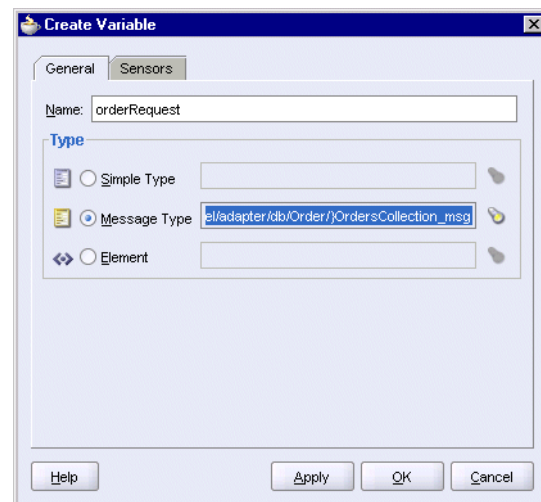 Create Variable
General Sensors
Name: orderRequest
Type
Simple Type
Message Type el/adapter/db/Order/}OrdersCollection_msg
Element
Help Apply OK Cancel